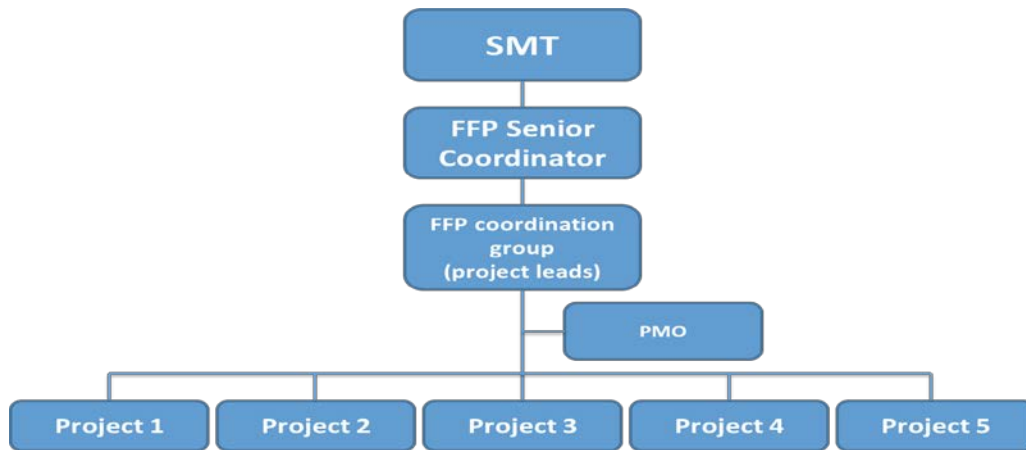 SMT
FFP Senior
Coordinator
FFP coordination
group
(project leads)
PMO
Project 1
Project 2
Project 3
Project 4
Project 5